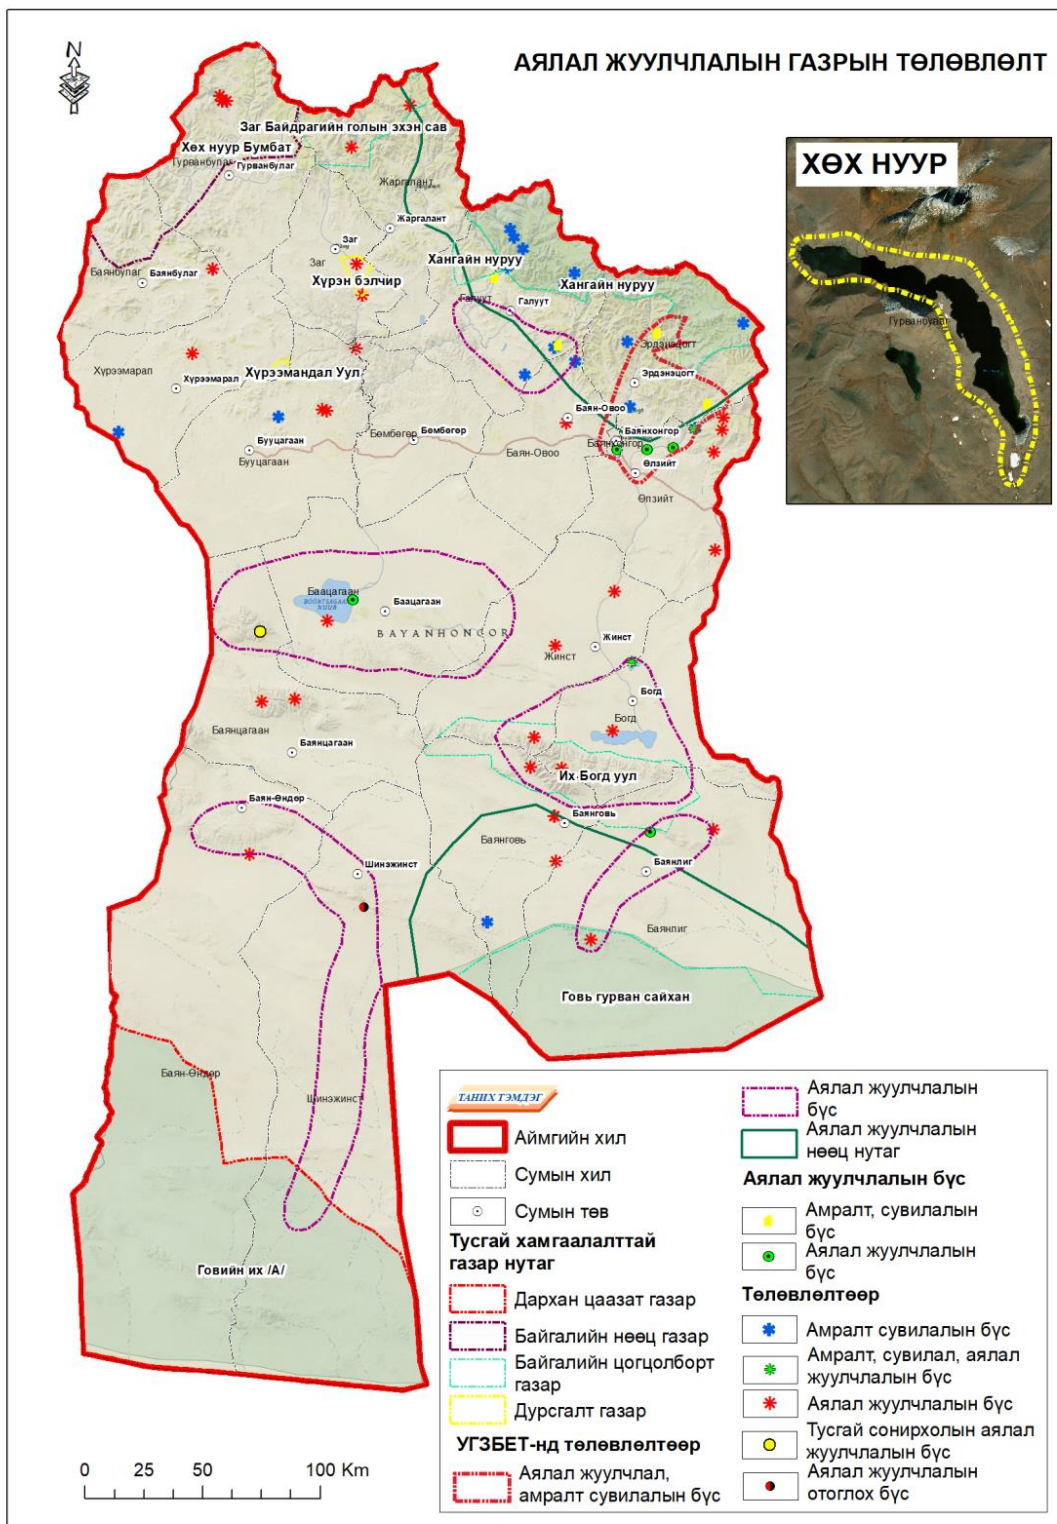 N
АЯЛАЛ ЖУУЛЧЛАЛЫН ГАЗРЫН ТӨЛӨВЛӨЛТ
ХӨХ НУУР
Гурванбулаг
Заг Байдрагийн голын эхэн сав
Хөх нуур Бумбат
Гурванбулаг
Гурванбулаг
Жаргалант
Жаргалант
Заг
Заг
Хангайн нуруу
Хангайн нуруу
Баянбулаг
Баянбулаг
Хүрэн бэлчир
Галуут
Галуут
Эрдэнэцогт
Эрдэнэцогт
Хүрээмарал
Хүрээмарал
Хүрээмандал Уул
Баян-Овоо
Баян-Овоо
Баянхонгор
Баянхонгор
Бөмбөгөр
Бөмбөгөр
Бууцагаан
Бууцагаан
Өлзийт
Өлзийт
Баацагаан
BOONTSAGAAN
NUUR
Баацагаан
BAYANHONGOR
Жинст
Жинст
Богд
Богд
Баянцагаан
Баянцагаан
Их Богд уул
Баян-Өндөр
Баянговь
Баянговь
Шинэжинст
Баянлиг
Баянлиг
Говь гурван сайхан
Баян-Өндөр
Шинэжинст
Говийн их /А/
ТАНИХ ТЭМДЭГ
Аймгийн хил
Сумын хил
Сумын төв
Тусгай хамгаалалттай
газар нутаг
Дархан цаазат газар
Байгалийн нөөц газар
Байгалийн цогцолборт
газар
Дурсгалт газар
УГЗБЕТ-нд төлөвлөлтөөр
Аялал жуулчлал,
амралт сувилалын бүс
Аялал жуулчлалын
бүс
Аялал жуулчлалын
нөөц нутаг
Аялал жуулчлалын бүс
Амралт, сувилалын
бүс
Аялал жуулчлалын
бүс
Төлөвлөлтөөр
Амралт сувилалын бүс
Амралт, сувилал, аялал
жуулчлалын бүс
Аялал жуулчлалын бүс
Тусгай сонирхолын аялал
жуулчлалын бүс
Аялал жуулчлалын
отоглох бүс
0 25 50 100 Km